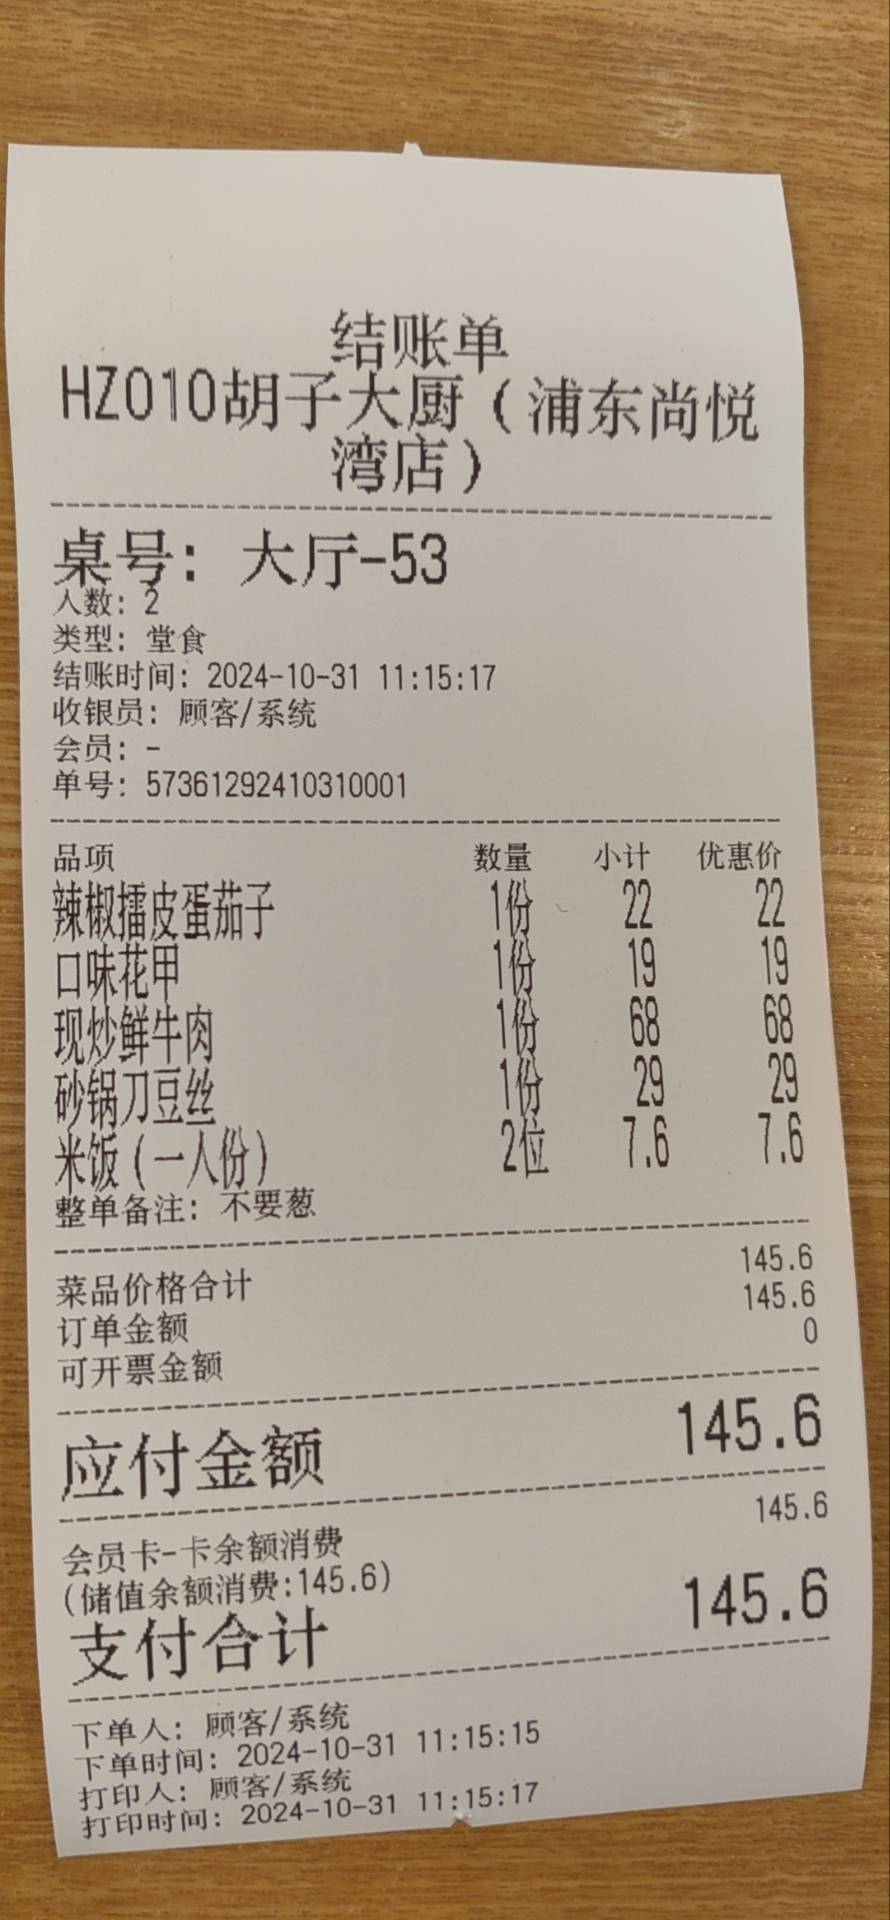 结账单
HZ010胡子大厨（浦东尚悦
湾店）
桌号：大厅-53
人数：2
类型：堂食
结账时间：2024-10-31 11:15:17
收银员：顾客/系统
会员：-
单号：57361292410310001
品项 数量 小计 优惠价
辣椒擂皮蛋茄子 1份 22 22
口味花甲 1份 19 19
现炒鲜牛肉 1份 68 68
砂锅刀豆丝 1份 29 29
米饭（一人份） 2位 7.6 7.6
整单备注：不要葱
菜品价格合计 145.6
订单金额 145.6
可开票金额 0
应付金额 145.6
会员卡-卡余额消费 145.6
(储值余额消费:145.6)
支付合计 145.6
下单人：顾客/系统
下单时间：2024-10-31 11:15:15
打印人：顾客/系统
打印时间：2024-10-31 11:15:17